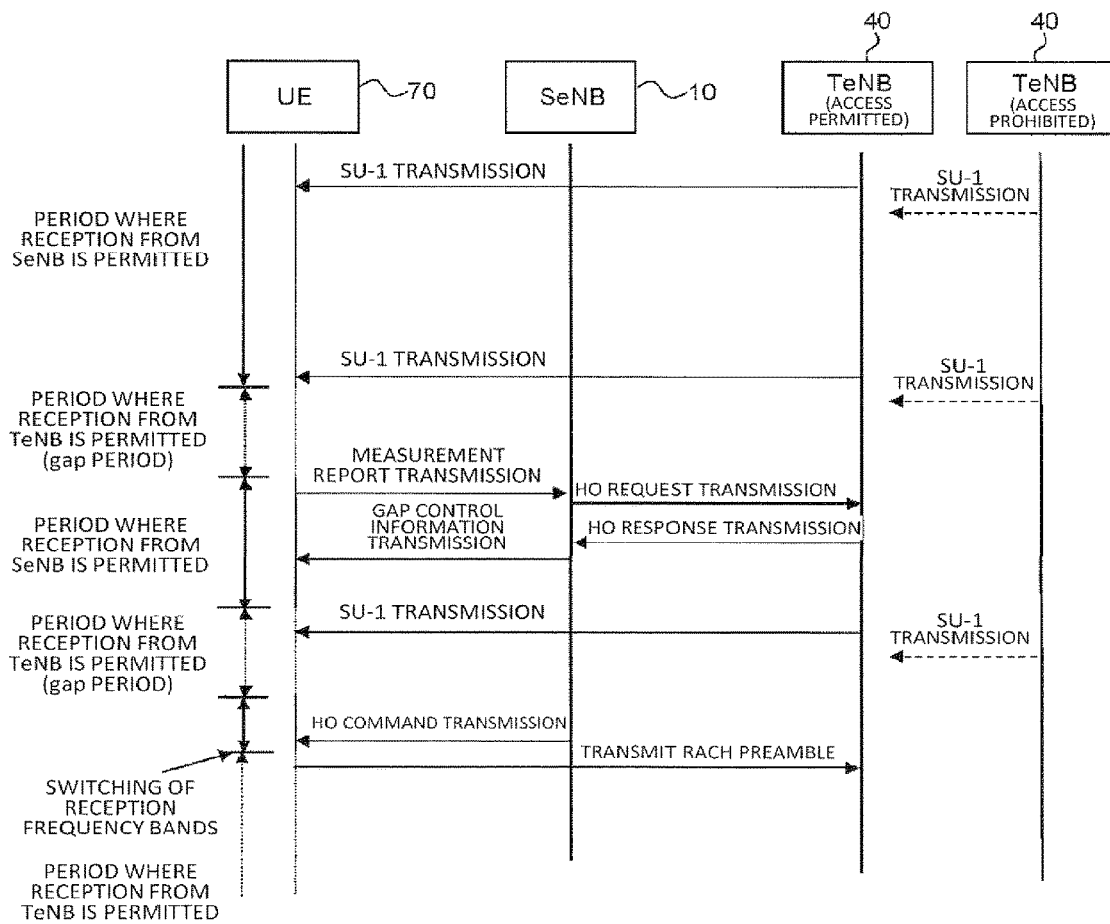 40
40
UE
70
SeNB
10
TeNB
(ACCESS
PERMITTED)
TeNB
(ACCESS
PROHIBITED)
SU-1 TRANSMISSION
SU-1
TRANSMISSION
PERIOD WHERE
RECEPTION FROM
SeNB IS PERMITTED
SU-1 TRANSMISSION
SU-1
TRANSMISSION
PERIOD WHERE
RECEPTION FROM
TeNB IS PERMITTED
(gap PERIOD)
MEASUREMENT
REPORT TRANSMISSION
HO REQUEST TRANSMISSION
GAP CONTROL
INFORMATION
TRANSMISSION
HO RESPONSE TRANSMISSION
PERIOD WHERE
RECEPTION FROM
SeNB IS PERMITTED
SU-1 TRANSMISSION
SU-1
TRANSMISSION
PERIOD WHERE
RECEPTION FROM
TeNB IS PERMITTED
(gap PERIOD)
HO COMMAND TRANSMISSION
TRANSMIT RACH PREAMBLE
SWITCHING OF
RECEPTION
FREQUENCY BANDS
PERIOD WHERE
RECEPTION FROM
TeNB IS PERMITTED